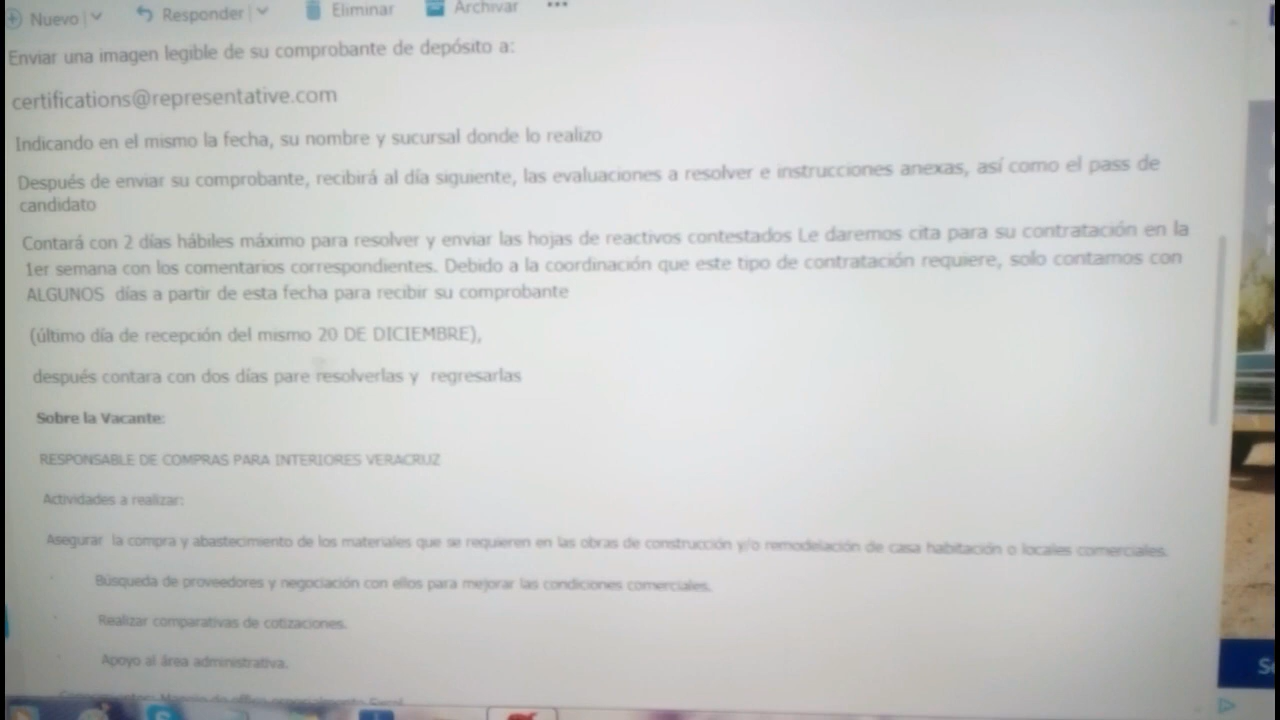 Nuevo
Responder
Eliminar
Archivar
Enviar una imagen legible de su comprobante de depósito a:
certifications@representative.com
Indicando en el mismo la fecha, su nombre y sucursal donde lo realizo
Después de enviar su comprobante, recibirá al día siguiente, las evaluaciones a resolver e instrucciones anexas, así como el pass de
candidato
Contará con 2 días hábiles máximo para resolver y enviar las hojas de reactivos contestados Le daremos cita para su contratación en la
1er semana con los comentarios correspondientes. Debido a la coordinación que este tipo de contratación requiere, solo contamos con
ALGUNOS días a partir de esta fecha para recibir su comprobante
(último día de recepción del mismo 20 DE DICIEMBRE),
después contara con dos días pare resolverlas y regresarlas
Sobre la Vacante:
RESPONSABLE DE COMPRAS PARA INTERIORES VERACRUZ
Actividades a realizar:
Asegurar la compra y abastecimiento de los materiales que se requieren en las obras de construcción y/o remodelación de casa habitación o locales comerciales.
Búsqueda de proveedores y negociación con ellos para mejorar las condiciones comerciales.
Realizar comparativas de cotizaciones.
Apoyo al área administrativa.